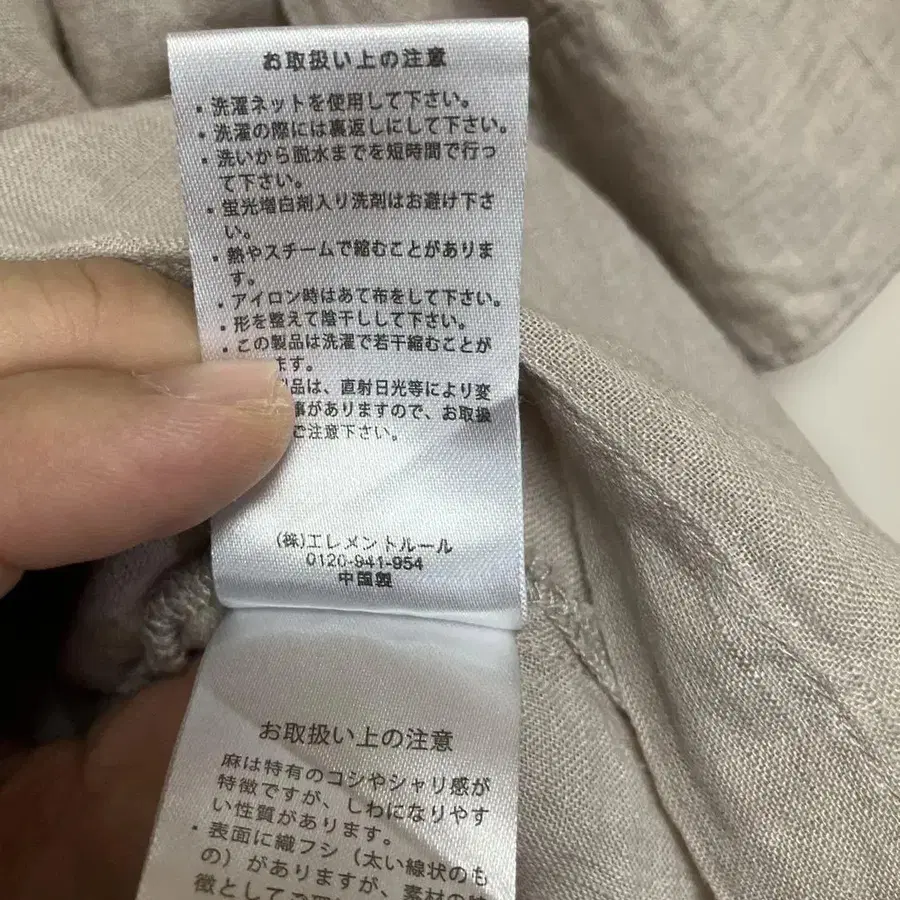 お取扱い上の注意
・洗濯ネットを使用して下さい。
・洗濯の際には裏返しにして下さい。
・洗いから脱水までを短時間で行っ
て下さい。
・蛍光増白剤入り洗剤はお避け下さ
い。
・熱やスチームで縮むことがありま
す。
・アイロン時はあて布をして下さい。
・形を整えて陰干しして下さい。
・この製品は洗濯で若干縮むことが
ます。
品は、直射日光等により変
事がありますので、お取扱
ご注意下さい。
(株)エレメントルール
0120-941-954
中国製
お取扱い上の注意
麻は特有のコシやシャリ感が
特徴ですが、しわになりやす
い性質があります。
・表面に織フシ（太い線状のも
の）がありますが、素材の特
徴としてご